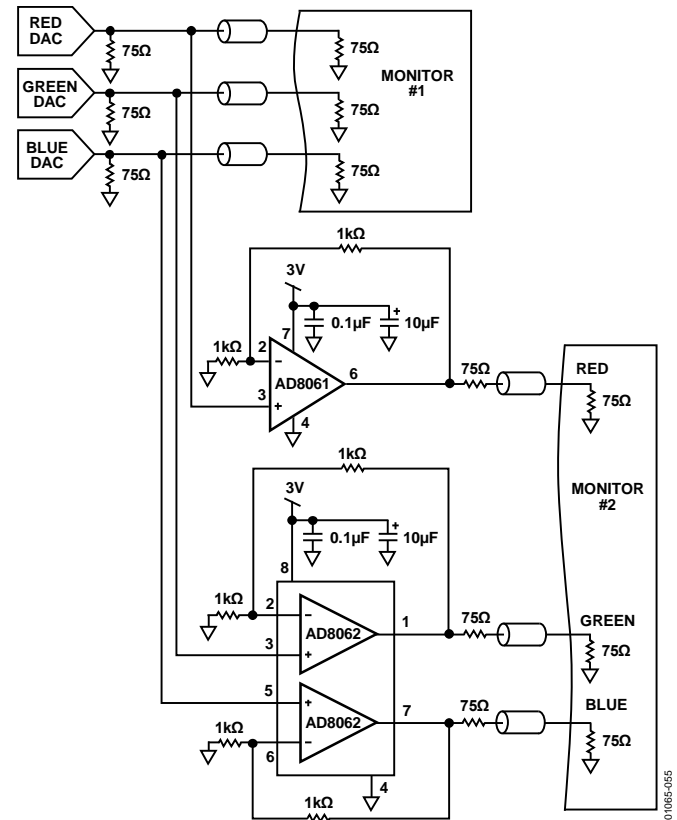 RED
DAC
75Ω
75Ω
GREEN
DAC
75Ω
75Ω
BLUE
DAC
75Ω
75Ω
MONITOR
#1
1kΩ
3V
0.1µF
+
10µF
7
1kΩ
2
–
AD8061
6
3
+
4
75Ω
RED
75Ω
MONITOR
#2
1kΩ
3V
0.1µF
+
10µF
8
1kΩ
2
–
AD8062
1
3
+
75Ω
GREEN
75Ω
5
+
AD8062
7
1kΩ
–
6
75Ω
BLUE
75Ω
4
1kΩ
01065-055